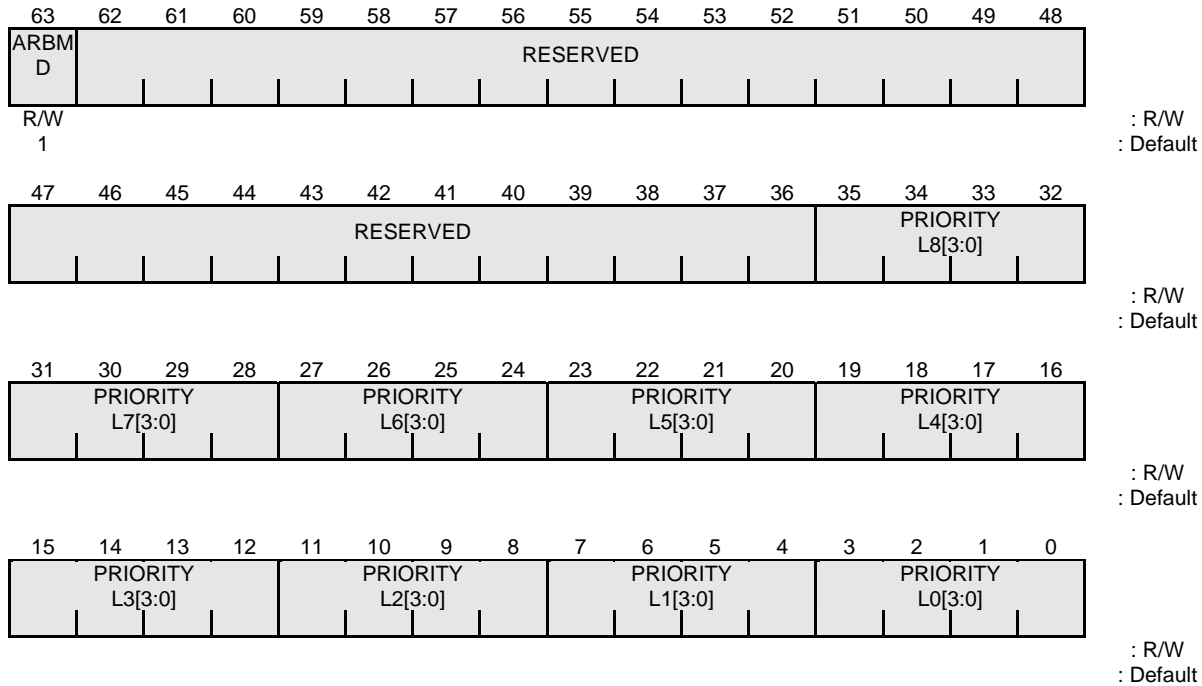 63 62 61 60 59 58 57 56 55 54 53 52 51 50 49 48
ARBM
D
RESERVED
R/W : R/W
1 : Default
47 46 45 44 43 42 41 40 39 38 37 36 35 34 33 32
RESERVED
PRIORITY
L8[3:0]
: R/W
: Default
31 30 29 28 27 26 25 24 23 22 21 20 19 18 17 16
PRIORITY PRIORITY PRIORITY PRIORITY
L7[3:0] L6[3:0] L5[3:0] L4[3:0]
: R/W
: Default
15 14 13 12 11 10 9 8 7 6 5 4 3 2 1 0
PRIORITY PRIORITY PRIORITY PRIORITY
L3[3:0] L2[3:0] L1[3:0] L0[3:0]
: R/W
: Default